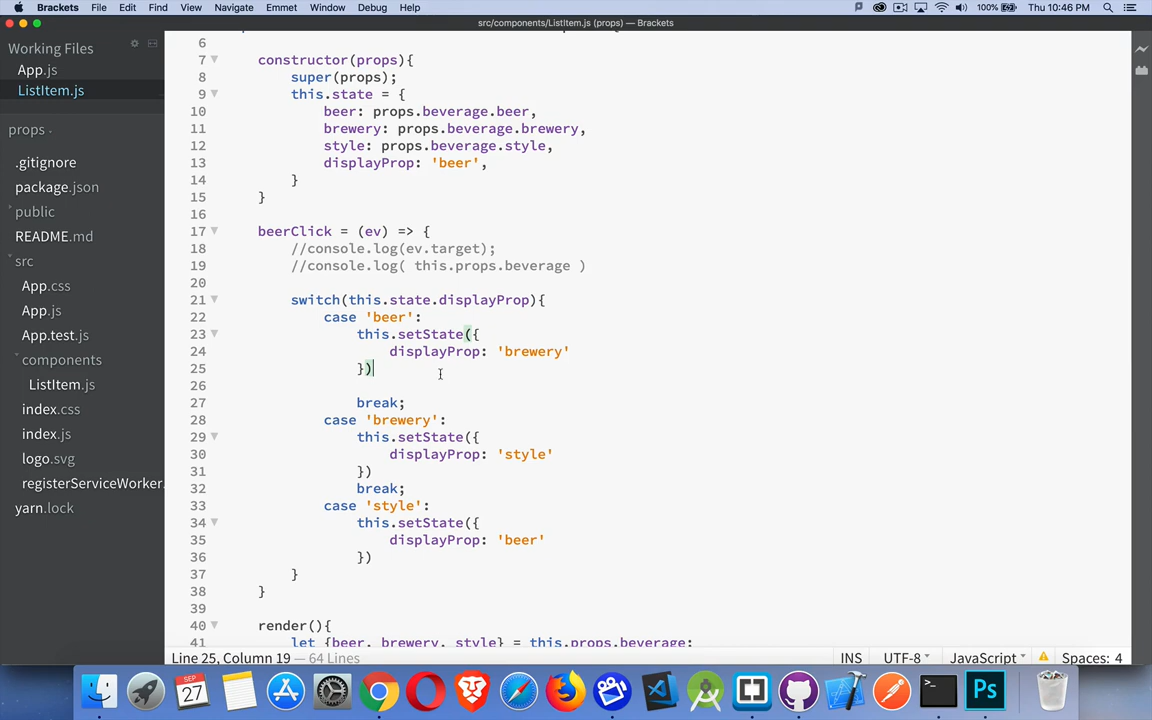 Brackets File Edit Find View Navigate Emmet Window Debug Help 100% Thu 10:46 PM
src/components/ListItem.js (props) — Brackets
Working Files
App.js
ListItem.js
props
.gitignore
package.json
public
README.md
src
App.css
App.js
App.test.js
components
ListItem.js
index.css
index.js
logo.svg
registerServiceWorker.
yarn.lock
6
7 constructor(props){
8 super(props);
9 this.state = {
10 beer: props.beverage.beer,
11 brewery: props.beverage.brewery,
12 style: props.beverage.style,
13 displayProp: 'beer',
14 }
15 }
16
17 beerClick = (ev) => {
18 //console.log(ev.target);
19 //console.log( this.props.beverage )
20
21 switch(this.state.displayProp){
22 case 'beer':
23 this.setState({
24 displayProp: 'brewery'
25 })
26
27 break;
28 case 'brewery':
29 this.setState({
30 displayProp: 'style'
31 })
32 break;
33 case 'style':
34 this.setState({
35 displayProp: 'beer'
36 })
37 }
38 }
39
40 render(){
41 let {beer, brewery, style} = this.props.beverage;
Line 25, Column 19 — 64 Lines INS UTF-8 JavaScript Spaces: 4
SEP
27
>_
Ps